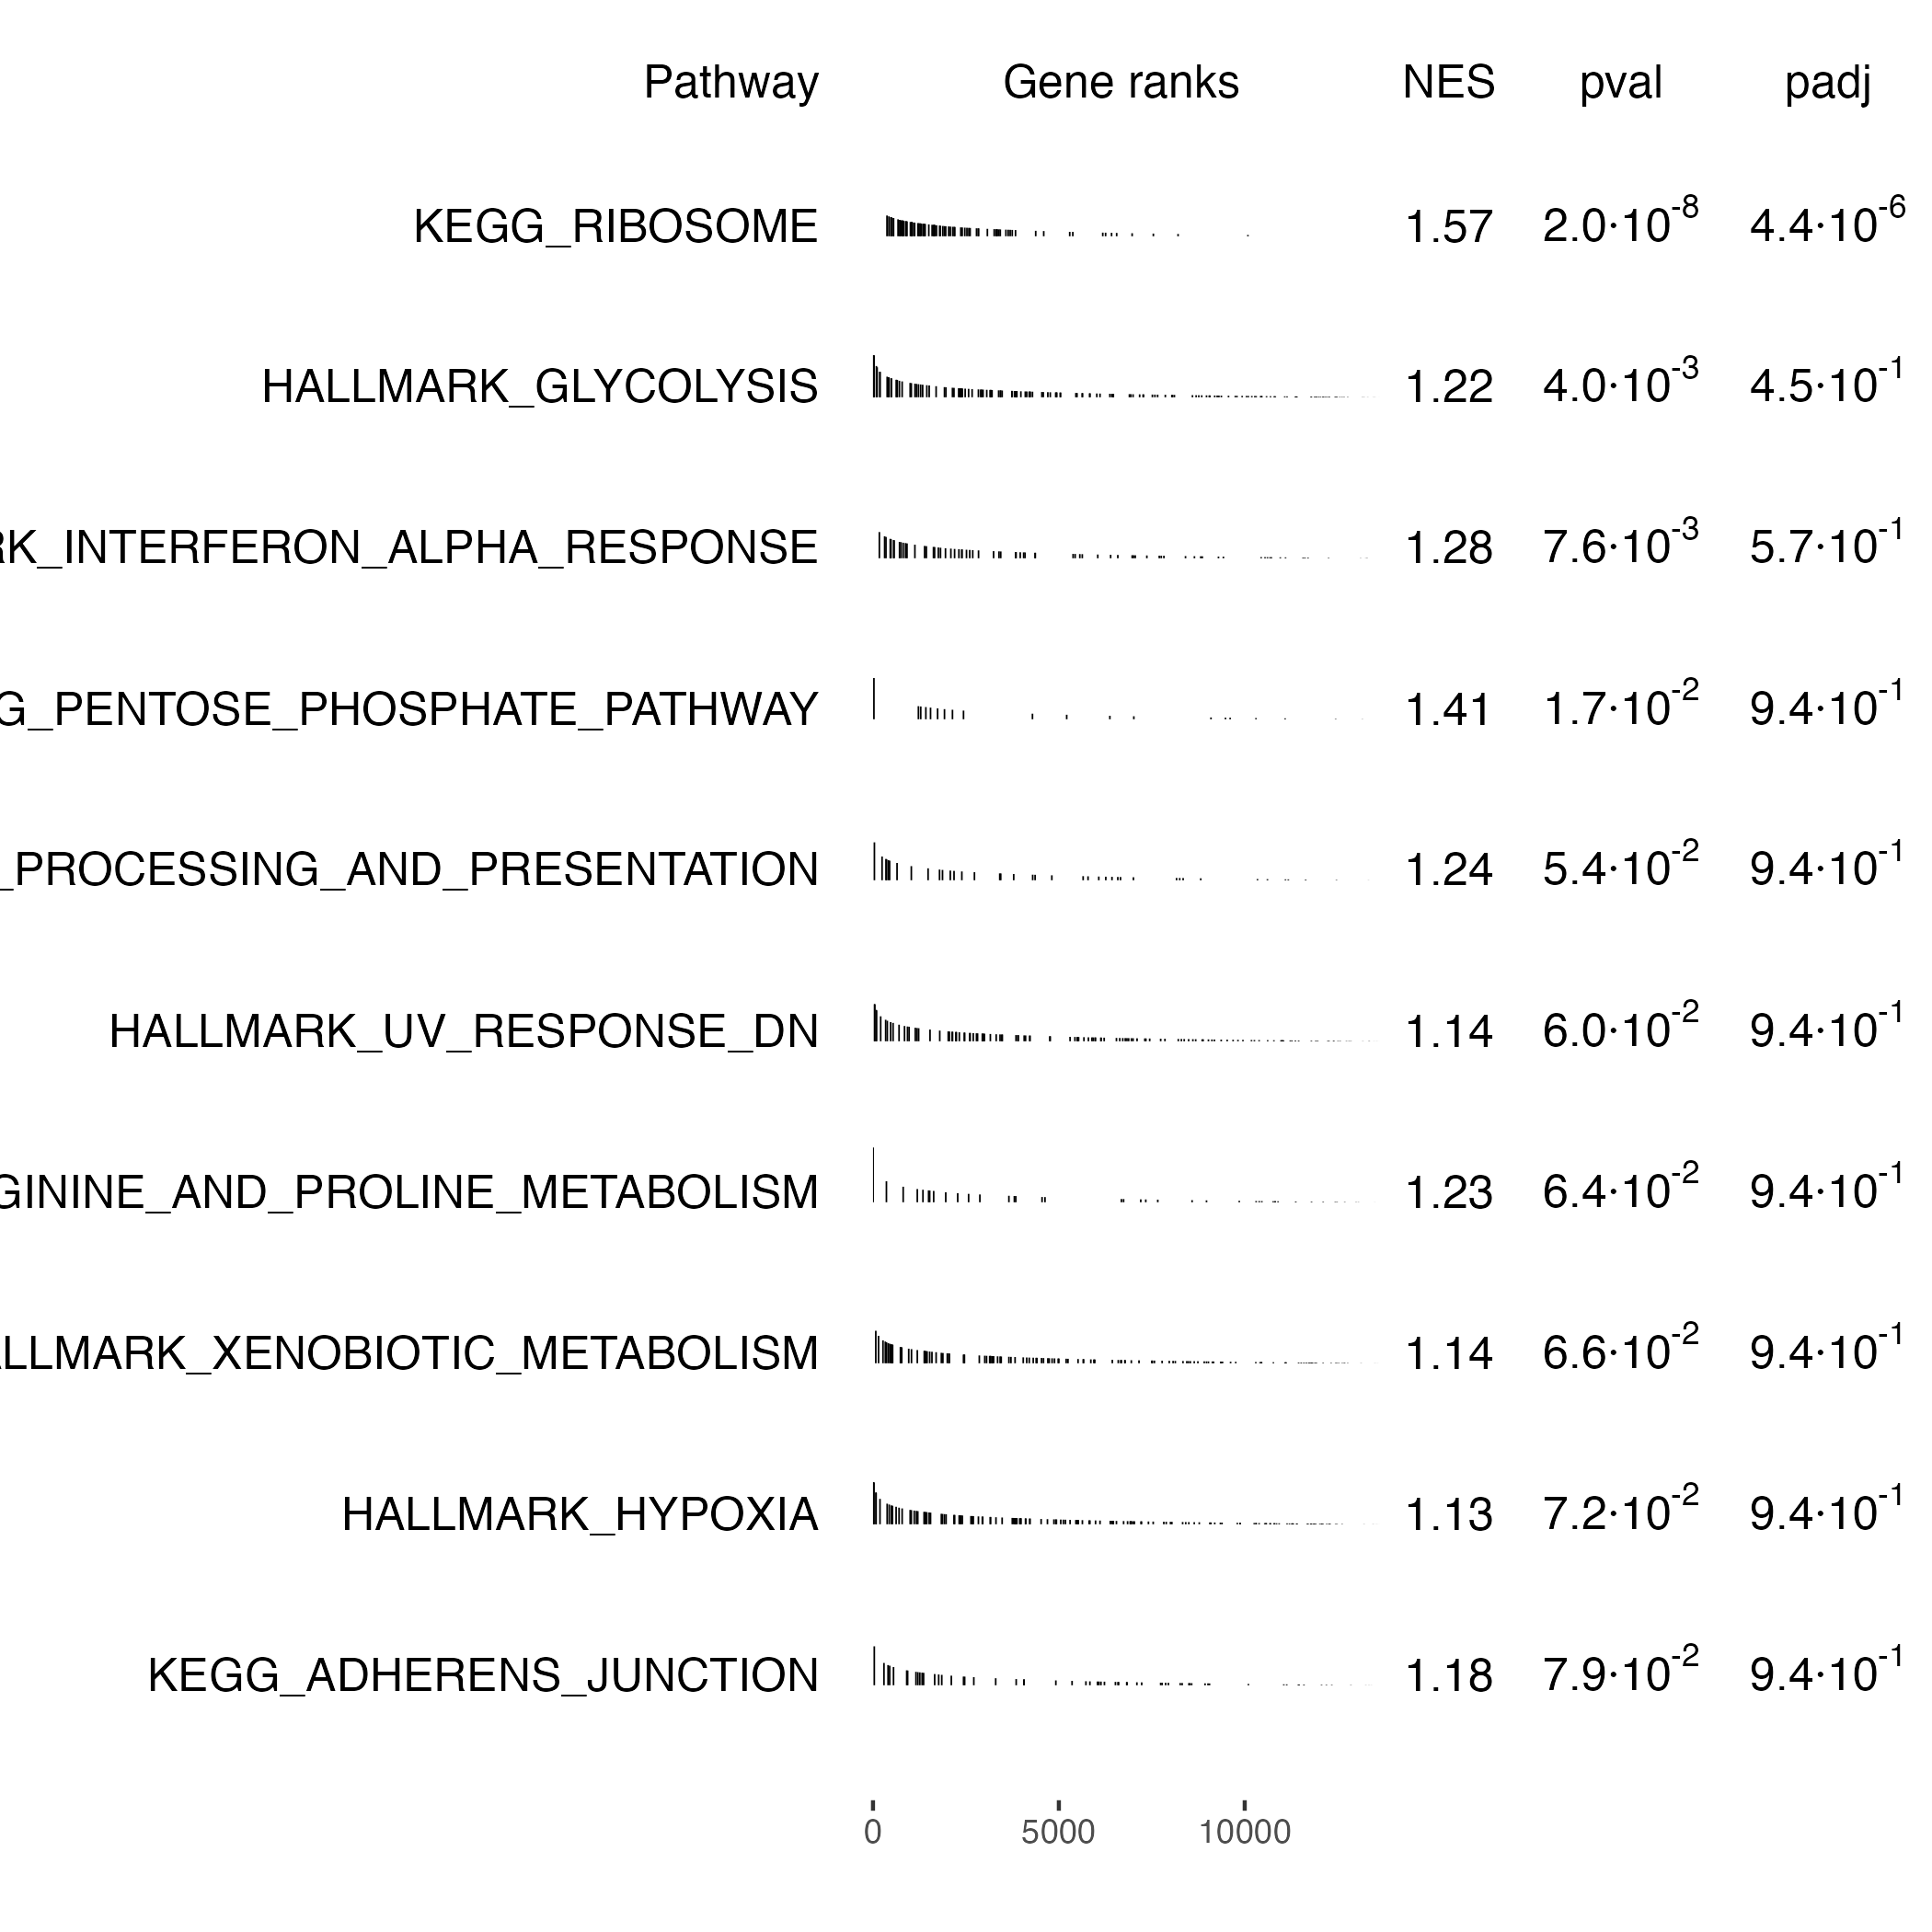 Pathway Gene ranks NES pval padj
KEGG_RIBOSOME 1.57 2.0·10⁻⁸ 4.4·10⁻⁶
HALLMARK_GLYCOLYSIS 1.22 4.0·10⁻³ 4.5·10⁻¹
RK_INTERFERON_ALPHA_RESPONSE 1.28 7.6·10⁻³ 5.7·10⁻¹
G_PENTOSE_PHOSPHATE_PATHWAY 1.41 1.7·10⁻² 9.4·10⁻¹
_PROCESSING_AND_PRESENTATION 1.24 5.4·10⁻² 9.4·10⁻¹
HALLMARK_UV_RESPONSE_DN 1.14 6.0·10⁻² 9.4·10⁻¹
GININE_AND_PROLINE_METABOLISM 1.23 6.4·10⁻² 9.4·10⁻¹
LLMARK_XENOBIOTIC_METABOLISM 1.14 6.6·10⁻² 9.4·10⁻¹
HALLMARK_HYPOXIA 1.13 7.2·10⁻² 9.4·10⁻¹
KEGG_ADHERENS_JUNCTION 1.18 7.9·10⁻² 9.4·10⁻¹
0 5000 10000